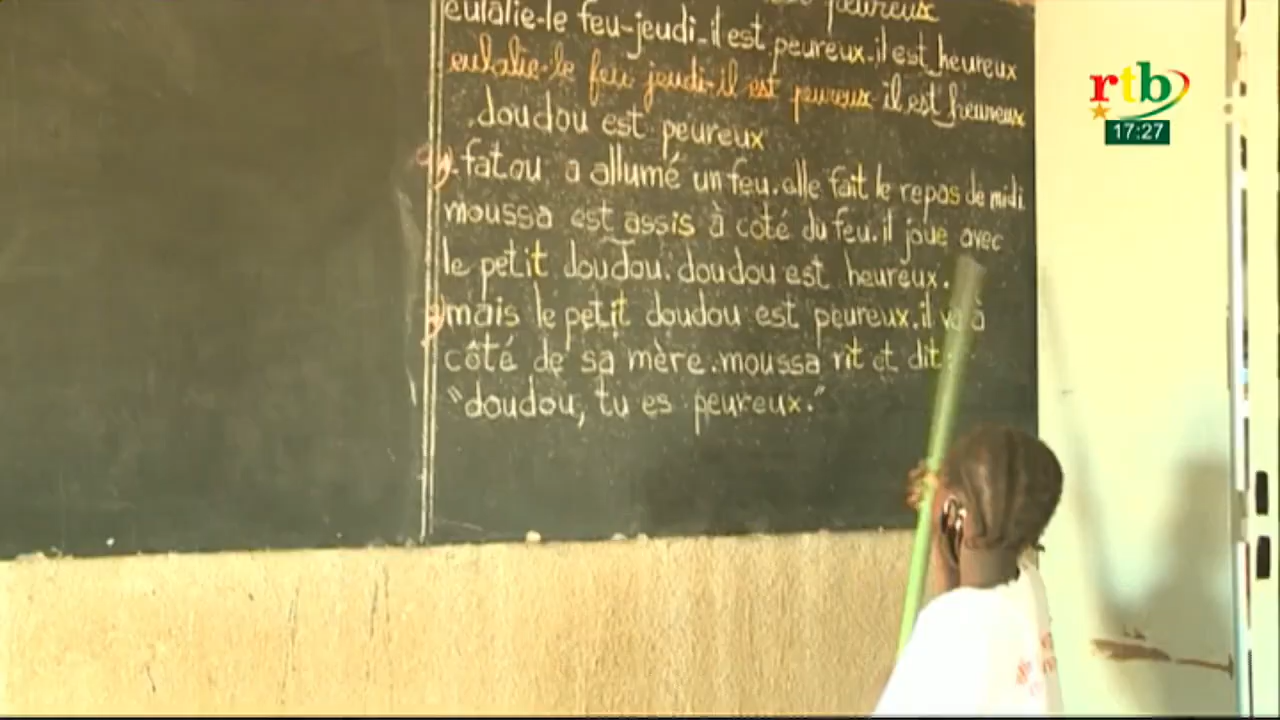 peureux
eulalie-le feu-jeudi-il est peureux.il est heureux
eulalie-le feu jeudi-il est peureux il est heureux
doudou est peureux
fatou a allumé un feu.elle fait le repas de midi
moussa est assis à côté du feu.il joue avec
le petit doudou.doudou est heureux.
mais le petit doudou est peureux.il va à
côté de sa mère.moussa rit et dit:
"doudou, tu es peureux."
rtb
17:27